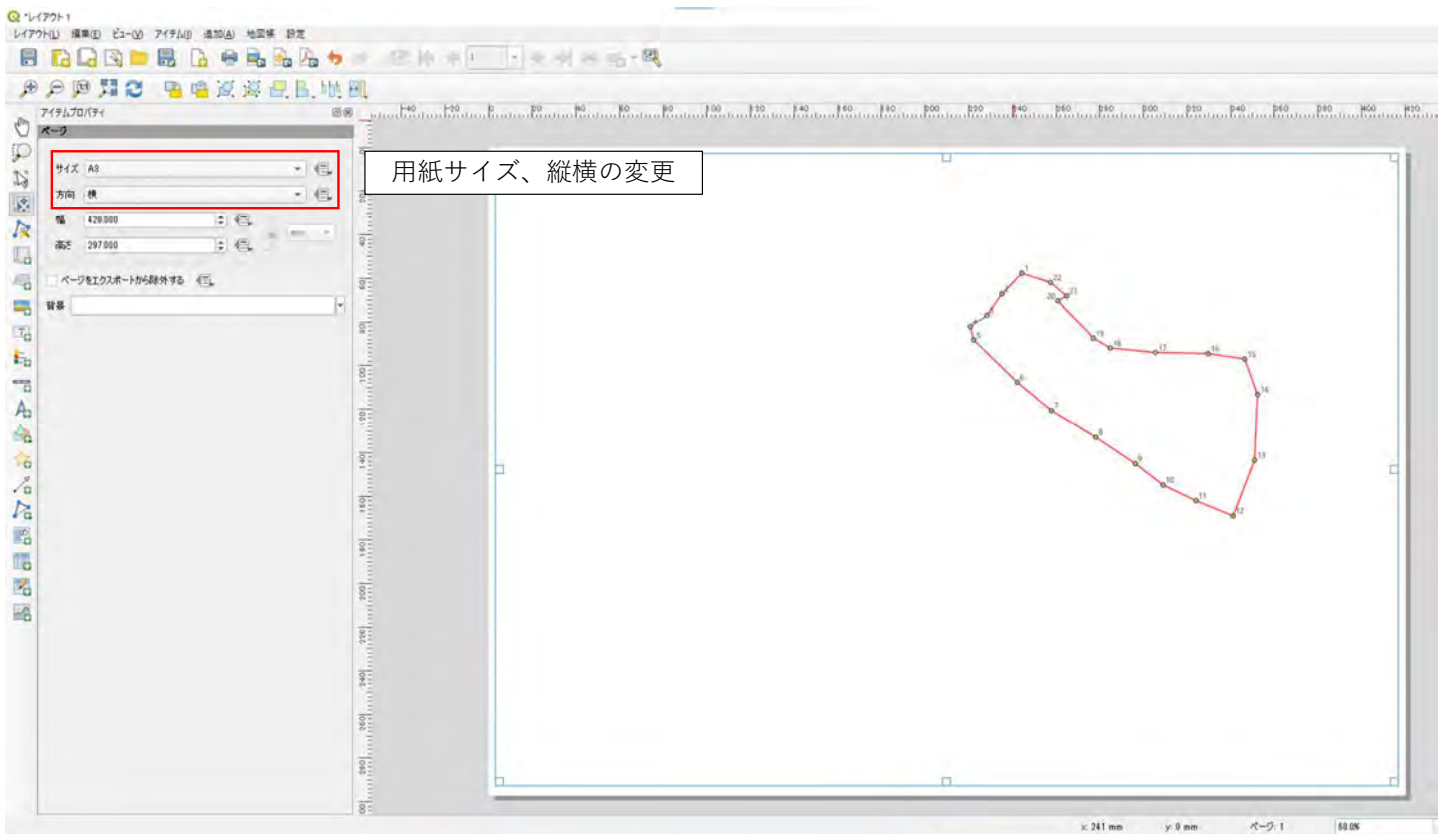 *レイアウト 1
レイアウト(L) 編集(E) ビュー(V) アイテム(I) 追加(A) 地図帳 設定
アイテムプロパティ
ページ
サイズ A3
方向 横
幅 420.000
高さ 297.000
mm
ページをエクスポートから除外する
背景
用紙サイズ、縦横の変更
1
22
21
2
20
3
4
5
19
18
17
16
15
6
14
7
8
9
13
10
11
12
x: 241 mm y: 9 mm ページ: 1 68.0%